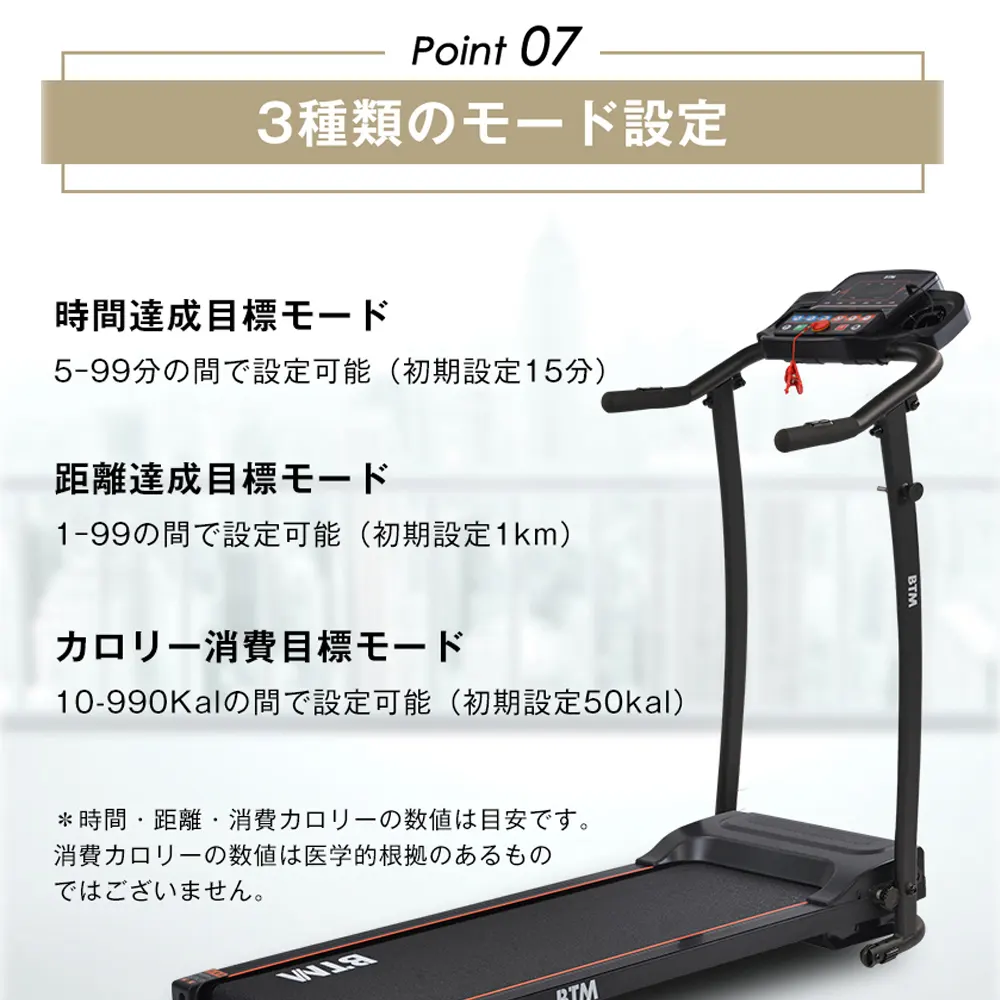 Point 07
3種類のモード設定
時間達成目標モード
5-99分の間で設定可能（初期設定15分）
距離達成目標モード
1-99の間で設定可能（初期設定1km）
カロリー消費目標モード
10-990Kalの間で設定可能（初期設定50kal）
＊時間・距離・消費カロリーの数値は目安です。
消費カロリーの数値は医学的根拠のあるもの
ではございません。
BTM
BTM
BTM
BTM